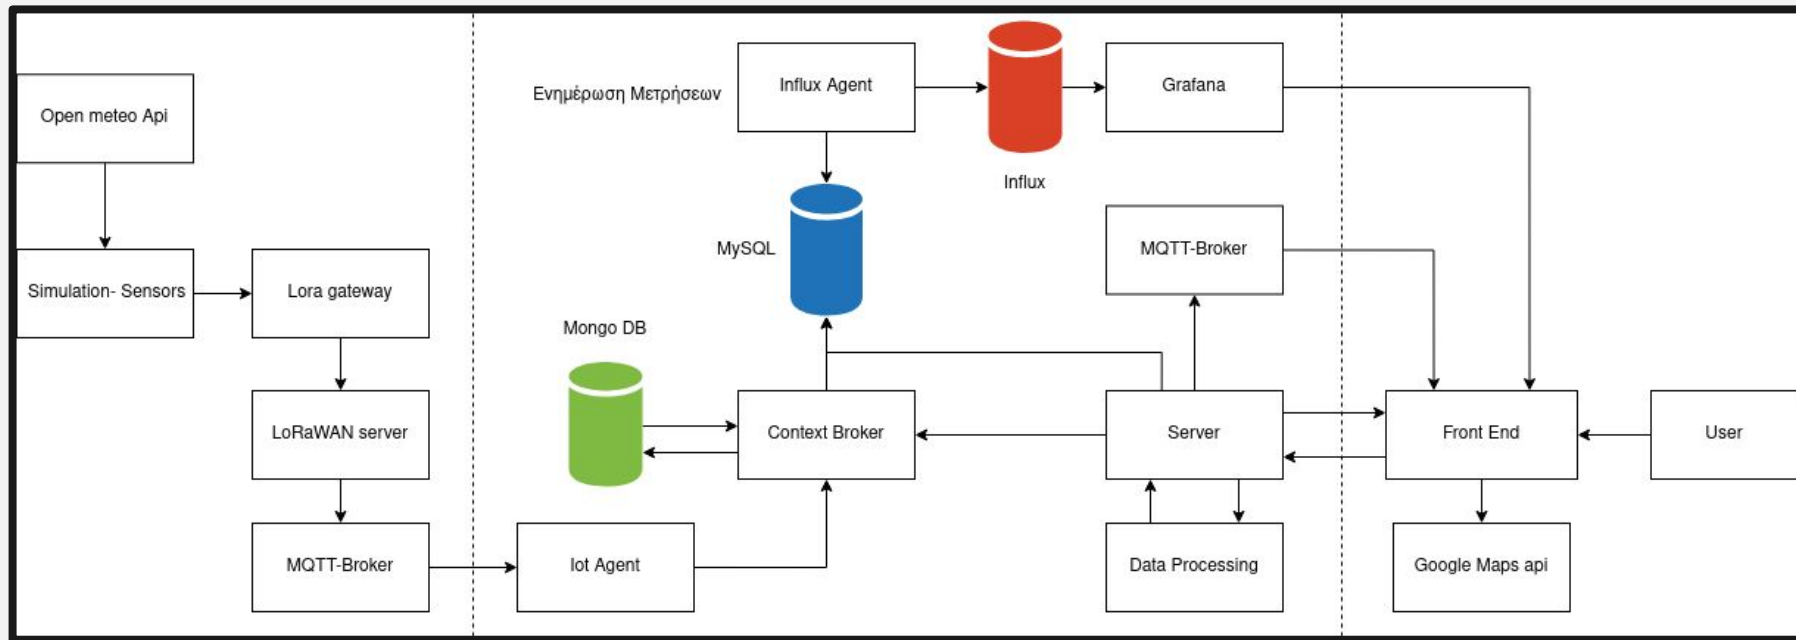 Open meteo Api
Simulation- Sensors
Lora gateway
LoRaWAN server
MQTT-Broker
Ενημέρωση Μετρήσεων
Influx Agent
Influx
Grafana
MySQL
MQTT-Broker
Mongo DB
Context Broker
Server
Iot Agent
Data Processing
Front End
User
Google Maps api